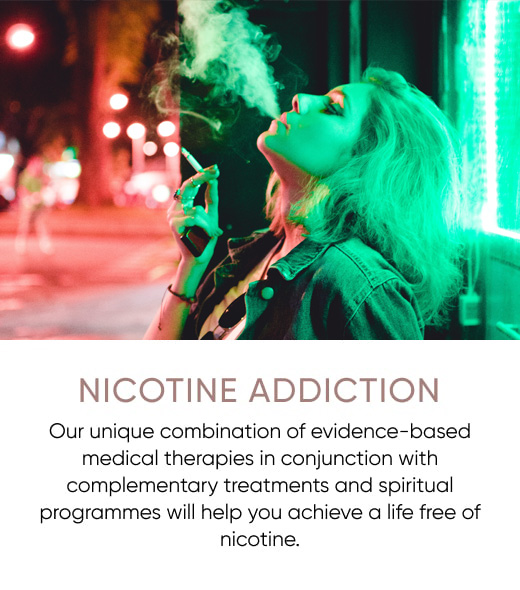 NICOTINE ADDICTION
Our unique combination of evidence-based
medical therapies in conjunction with
complementary treatments and spiritual
programmes will help you achieve a life free of
nicotine.